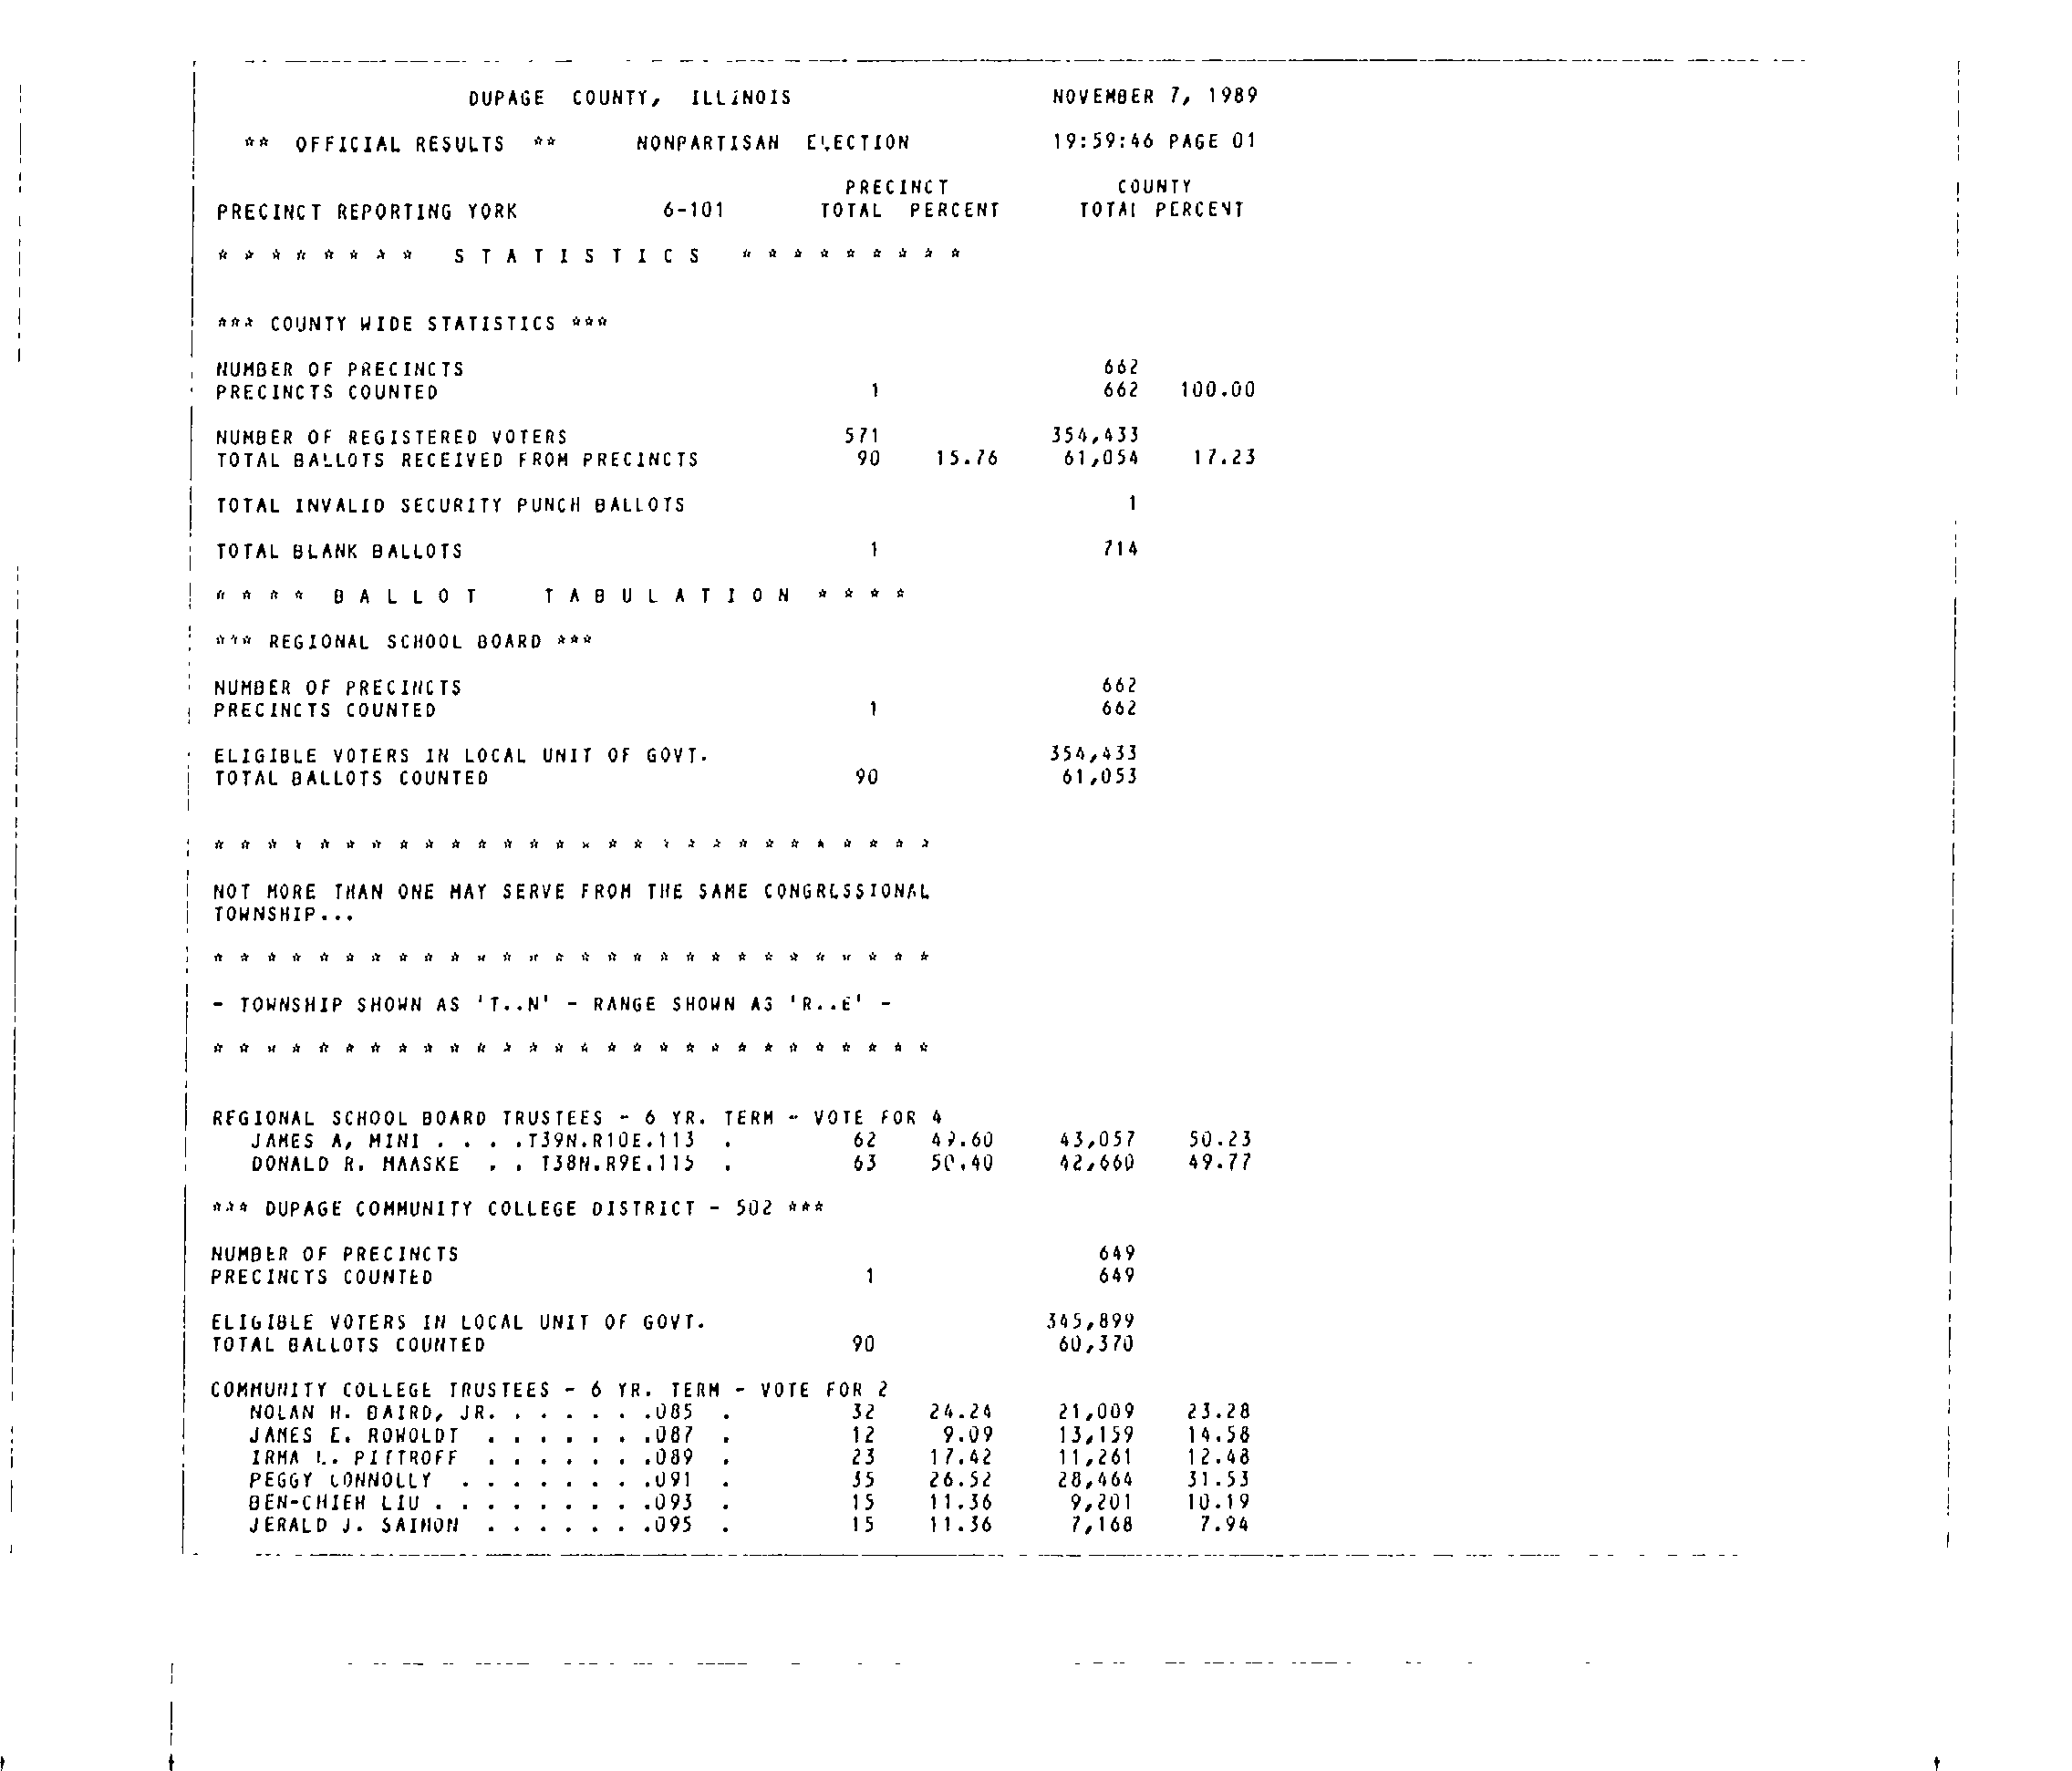 DUPAGE COUNTY, ILLINOIS NOVEMBER 7, 1989
** OFFICIAL RESULTS ** NONPARTISAN ELECTION 19:59:46 PAGE 01
PRECINCT COUNTY
PRECINCT REPORTING YORK 6-101 TOTAL PERCENT TOTAL PERCENT
* * * * * * * * S T A T I S T I C S * * * * * * * * *
*** COUNTY WIDE STATISTICS ***
NUMBER OF PRECINCTS 662
PRECINCTS COUNTED 1 662 100.00
NUMBER OF REGISTERED VOTERS 571 354,433
TOTAL BALLOTS RECEIVED FROM PRECINCTS 90 15.76 61,054 17.23
TOTAL INVALID SECURITY PUNCH BALLOTS 1
TOTAL BLANK BALLOTS 1 714
* * * * B A L L O T T A B U L A T I O N * * * *
*** REGIONAL SCHOOL BOARD ***
NUMBER OF PRECINCTS 662
PRECINCTS COUNTED 1 662
ELIGIBLE VOTERS IN LOCAL UNIT OF GOVT. 354,433
TOTAL BALLOTS COUNTED 90 61,053
* * * * * * * * * * * * * * * * * * * * * * * * * * * *
NOT MORE THAN ONE MAY SERVE FROM THE SAME CONGRESSIONAL
TOWNSHIP...
* * * * * * * * * * * * * * * * * * * * * * * * * * * *
- TOWNSHIP SHOWN AS 'T..N' - RANGE SHOWN AS 'R..E' -
* * * * * * * * * * * * * * * * * * * * * * * * * * * *
REGIONAL SCHOOL BOARD TRUSTEES - 6 YR. TERM - VOTE FOR 4
JAMES A, MINI . . . .T39N.R10E.113 . 62 49.60 43,057 50.23
DONALD R. MAASKE . . T38N.R9E.115 . 63 50.40 42,660 49.77
*** DUPAGE COMMUNITY COLLEGE DISTRICT - 502 ***
NUMBER OF PRECINCTS 649
PRECINCTS COUNTED 1 649
ELIGIBLE VOTERS IN LOCAL UNIT OF GOVT. 345,899
TOTAL BALLOTS COUNTED 90 60,370
COMMUNITY COLLEGE TRUSTEES - 6 YR. TERM - VOTE FOR 2
NOLAN H. BAIRD, JR. . . . . . .085 . 32 24.24 21,009 23.28
JAMES E. ROWOLDT . . . . . . .087 . 12 9.09 13,159 14.58
IRMA L. PITTROFF . . . . . . .089 . 23 17.42 11,261 12.48
PEGGY CONNOLLY . . . . . . . .091 . 35 26.52 28,464 31.53
BEN-CHIEH LIU . . . . . . . . .093 . 15 11.36 9,201 10.19
JERALD J. SAIMON . . . . . . .095 . 15 11.36 7,168 7.94